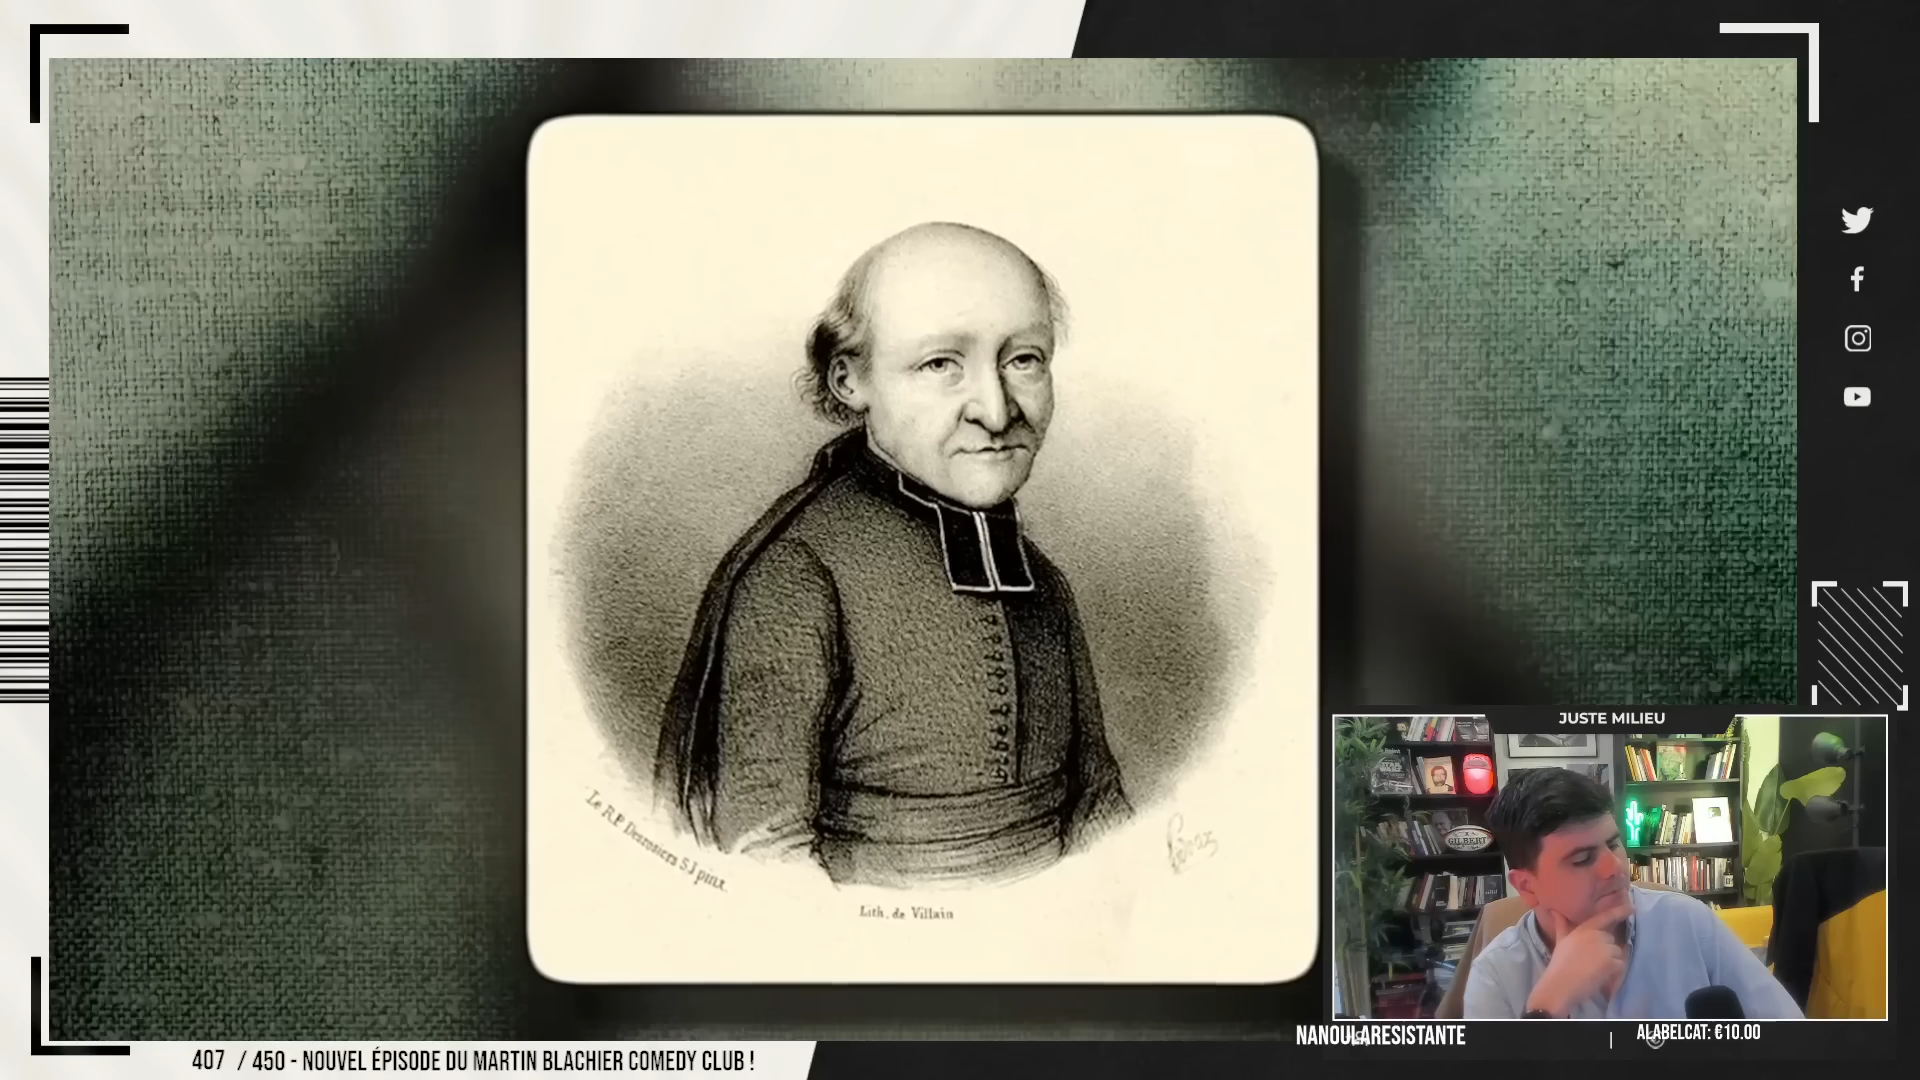 Le R.P. Desrosiers S.J pinx.
Lith. de Villain
JUSTE MILIEU
GILBERT
NANOULARESISTANTE
ALABELCAT: €10.00
407 / 450 - NOUVEL ÉPISODE DU MARTIN BLACHIER COMEDY CLUB !